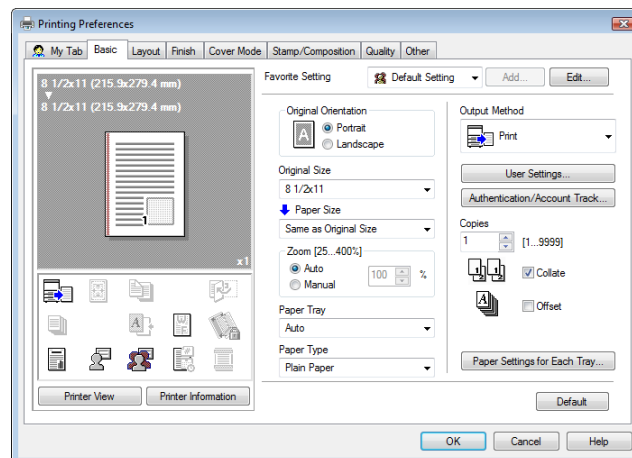 Printing Preferences
My Tab Basic Layout Finish Cover Mode Stamp/Composition Quality Other
8 1/2x11 (215.9x279.4 mm)
8 1/2x11 (215.9x279.4 mm)
1
x1
Printer View Printer Information
Favorite Setting Default Setting Add... Edit...
Original Orientation
A Portrait
Landscape
Original Size
8 1/2x11
Paper Size
Same as Original Size
Zoom [25...400%]
Auto
Manual
100 %
Paper Tray
Auto
Paper Type
Plain Paper
Output Method
Print
User Settings...
Authentication/Account Track...
Copies
1 [1...9999]
Collate
Offset
Paper Settings for Each Tray...
Default
OK Cancel Help